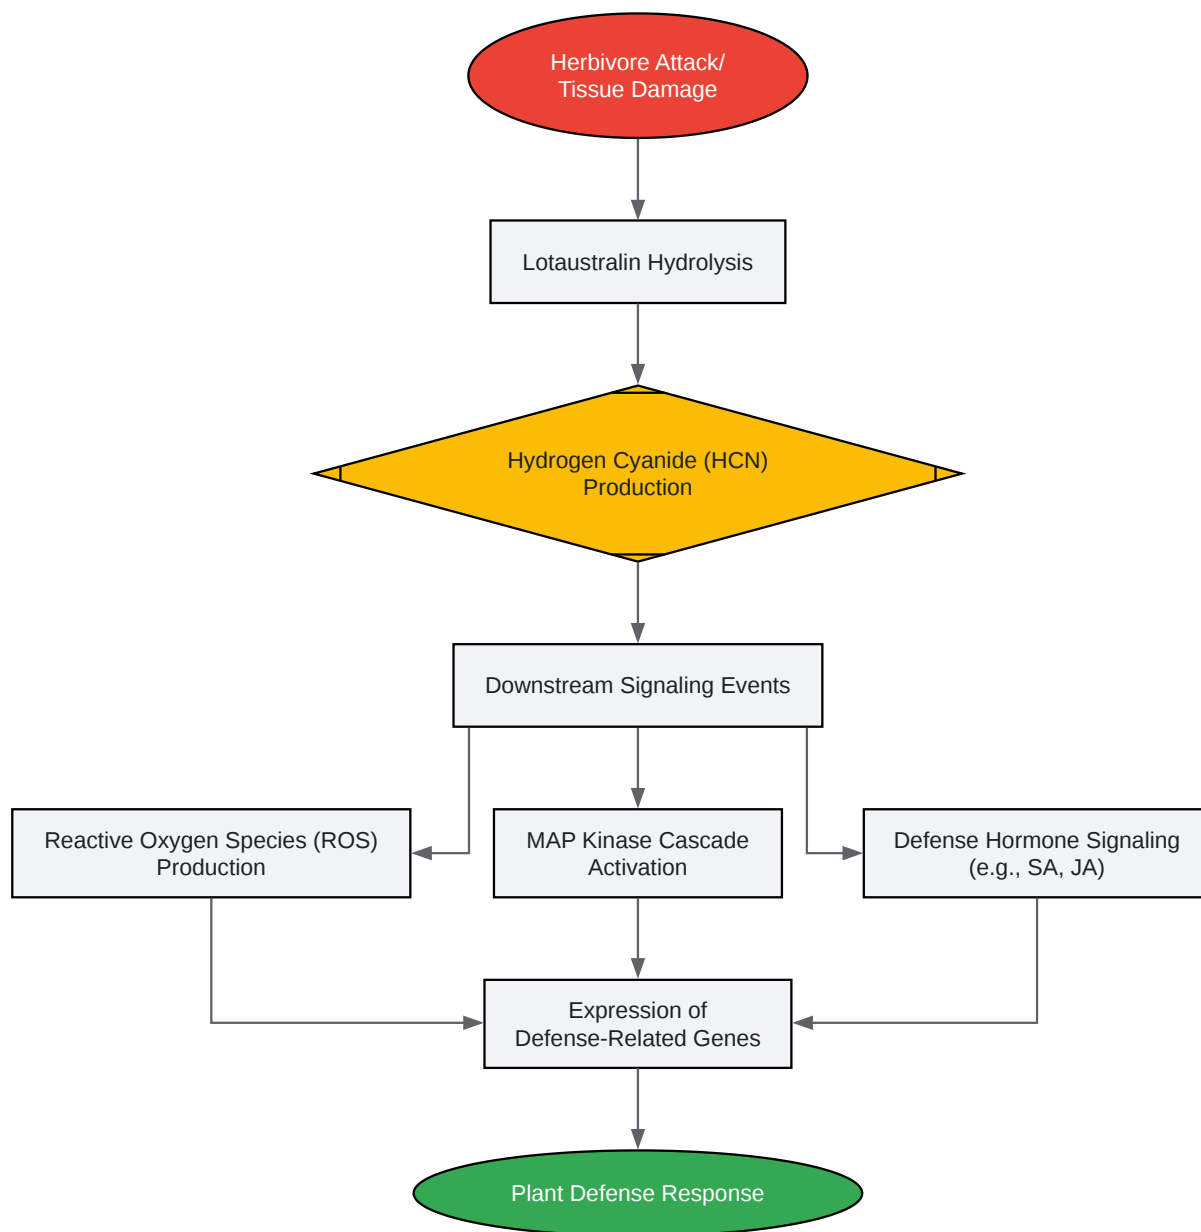 Herbivore Attack/
Tissue Damage
Lotaustralin Hydrolysis
Hydrogen Cyanide (HCN)
Production
Downstream Signaling Events
Reactive Oxygen Species (ROS)
Production
MAP Kinase Cascade
Activation
Defense Hormone Signaling
(e.g., SA, JA)
Expression of
Defense-Related Genes
Plant Defense Response